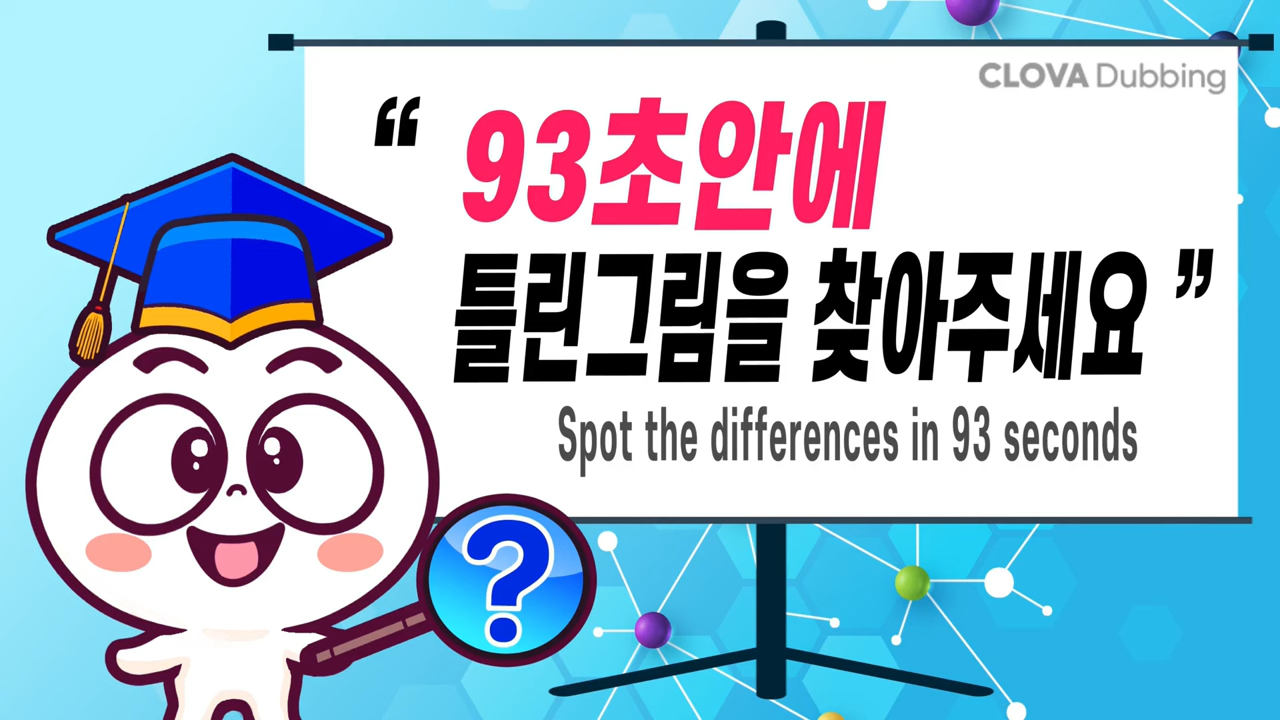 CLOVA Dubbing
“ 93초안에
틀린그림을 찾아주세요 ”
Spot the differences in 93 seconds
?